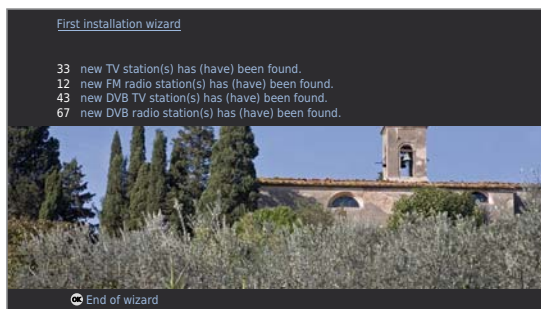 First installation wizard
33 new TV station(s) has (have) been found.
12 new FM radio station(s) has (have) been found.
43 new DVB TV station(s) has (have) been found.
67 new DVB radio station(s) has (have) been found.
OK End of wizard